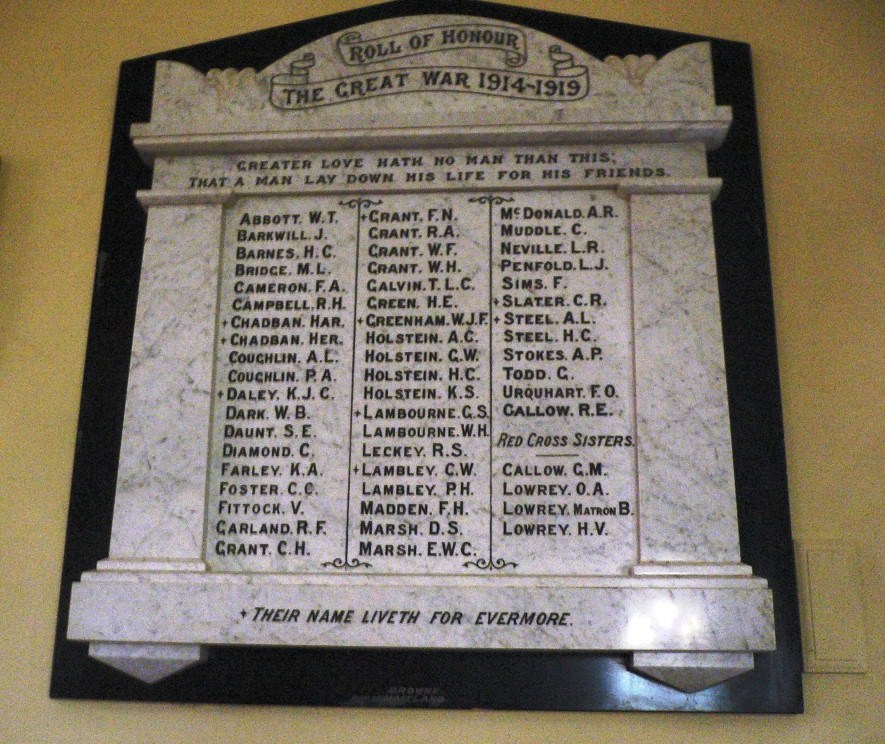 ROLL OF HONOUR
THE GREAT WAR 1914~1919
GREATER LOVE HATH NO MAN THAN THIS;
THAT A MAN LAY DOWN HIS LIFE FOR HIS FRIENDS.
ABBOTT. W.T.
BARKWILL. J.
BARNES. H.C.
BRIDGE. M.L.
CAMERON. F.A.
CAMPBELL. R.H.
+CHADBAN. HAR.
+CHADBAN. HER.
COUGHLIN. A.L.
COUGHLIN. P.A.
+DALEY. K.J.C.
DARK. W.B.
DAUNT. S.E.
DIAMOND. C.
FARLEY. K.A.
FOSTER. C.C.
FITTOCK. V.
GARLAND. R.F.
GRANT. C.H.
+GRANT. F.N.
GRANT. R.A.
GRANT. W.F.
GRANT. W.H.
GALVIN. T.L.C.
GREEN. H.E.
+GREENHAM. W.J.F.
HOLSTEIN. A.C.
HOLSTEIN. G.W.
HOLSTEIN. H.C.
HOLSTEIN. K.S.
+LAMBOURNE. G.S.
LAMBOURNE. W.H.
LECKEY. R.S.
+LAMBLEY. C.W.
LAMBLEY. P.H.
MADDEN. F.H.
MARSH. D.S.
MARSH. E.W.C.
McDONALD. A.R.
MUDDLE. C.
NEVILLE. L.R.
PENFOLD. L.J.
SIMS. F.
+SLATER. C.R.
+STEEL. A.L.
STEEL. H.C.
STOKES. A.P.
TODD. G.
URQUHART. F.O.
CALLOW. R.E.
RED CROSS SISTERS.
CALLOW. G.M.
LOWREY. O.A.
LOWREY. MATRON B.
LOWREY. H.V.
+THEIR NAME LIVETH FOR EVERMORE.
BROWNE
MAITLAND